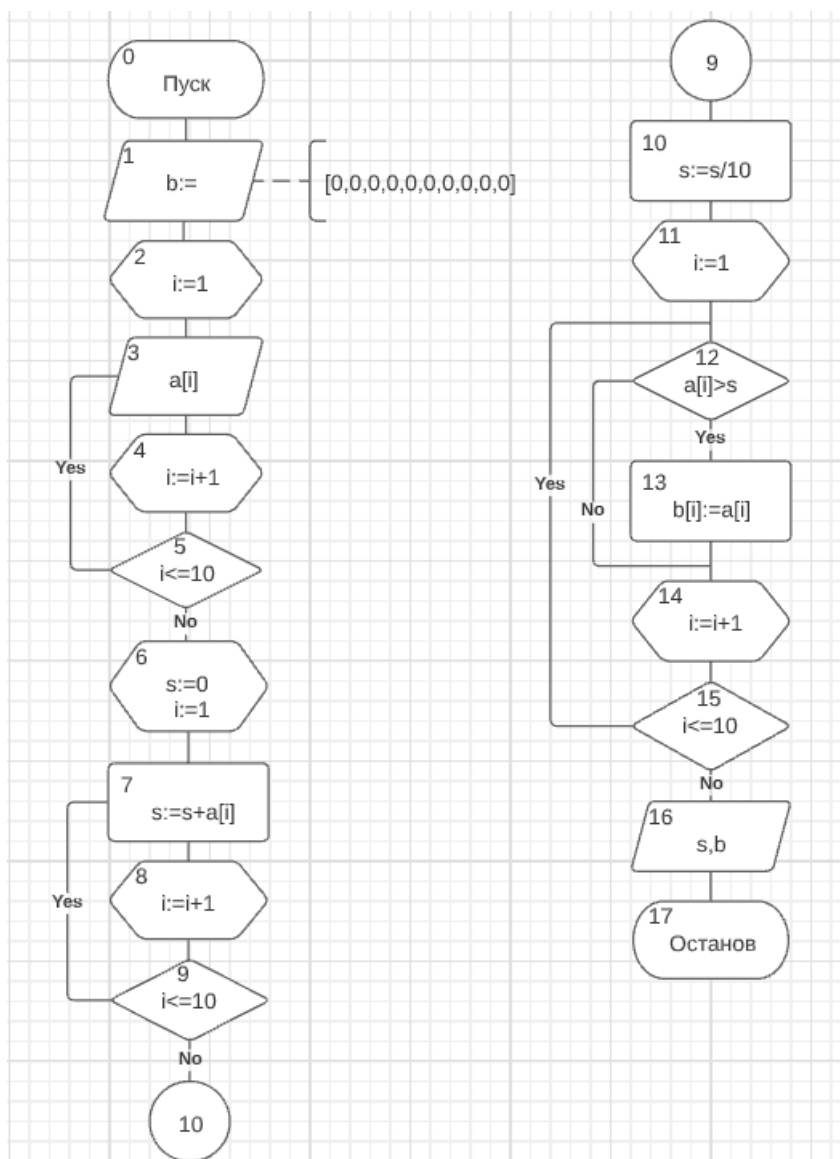 0
Пуск
1
b:=
[0,0,0,0,0,0,0,0,0,0]
2
i:=1
3
a[i]
4
i:=i+1
Yes
5
i<=10
No
6
s:=0
i:=1
7
s:=s+a[i]
8
i:=i+1
Yes
9
i<=10
No
10
9
10
s:=s/10
11
i:=1
12
a[i]>s
Yes
Yes
No
13
b[i]:=a[i]
14
i:=i+1
15
i<=10
No
16
s,b
17
Останов